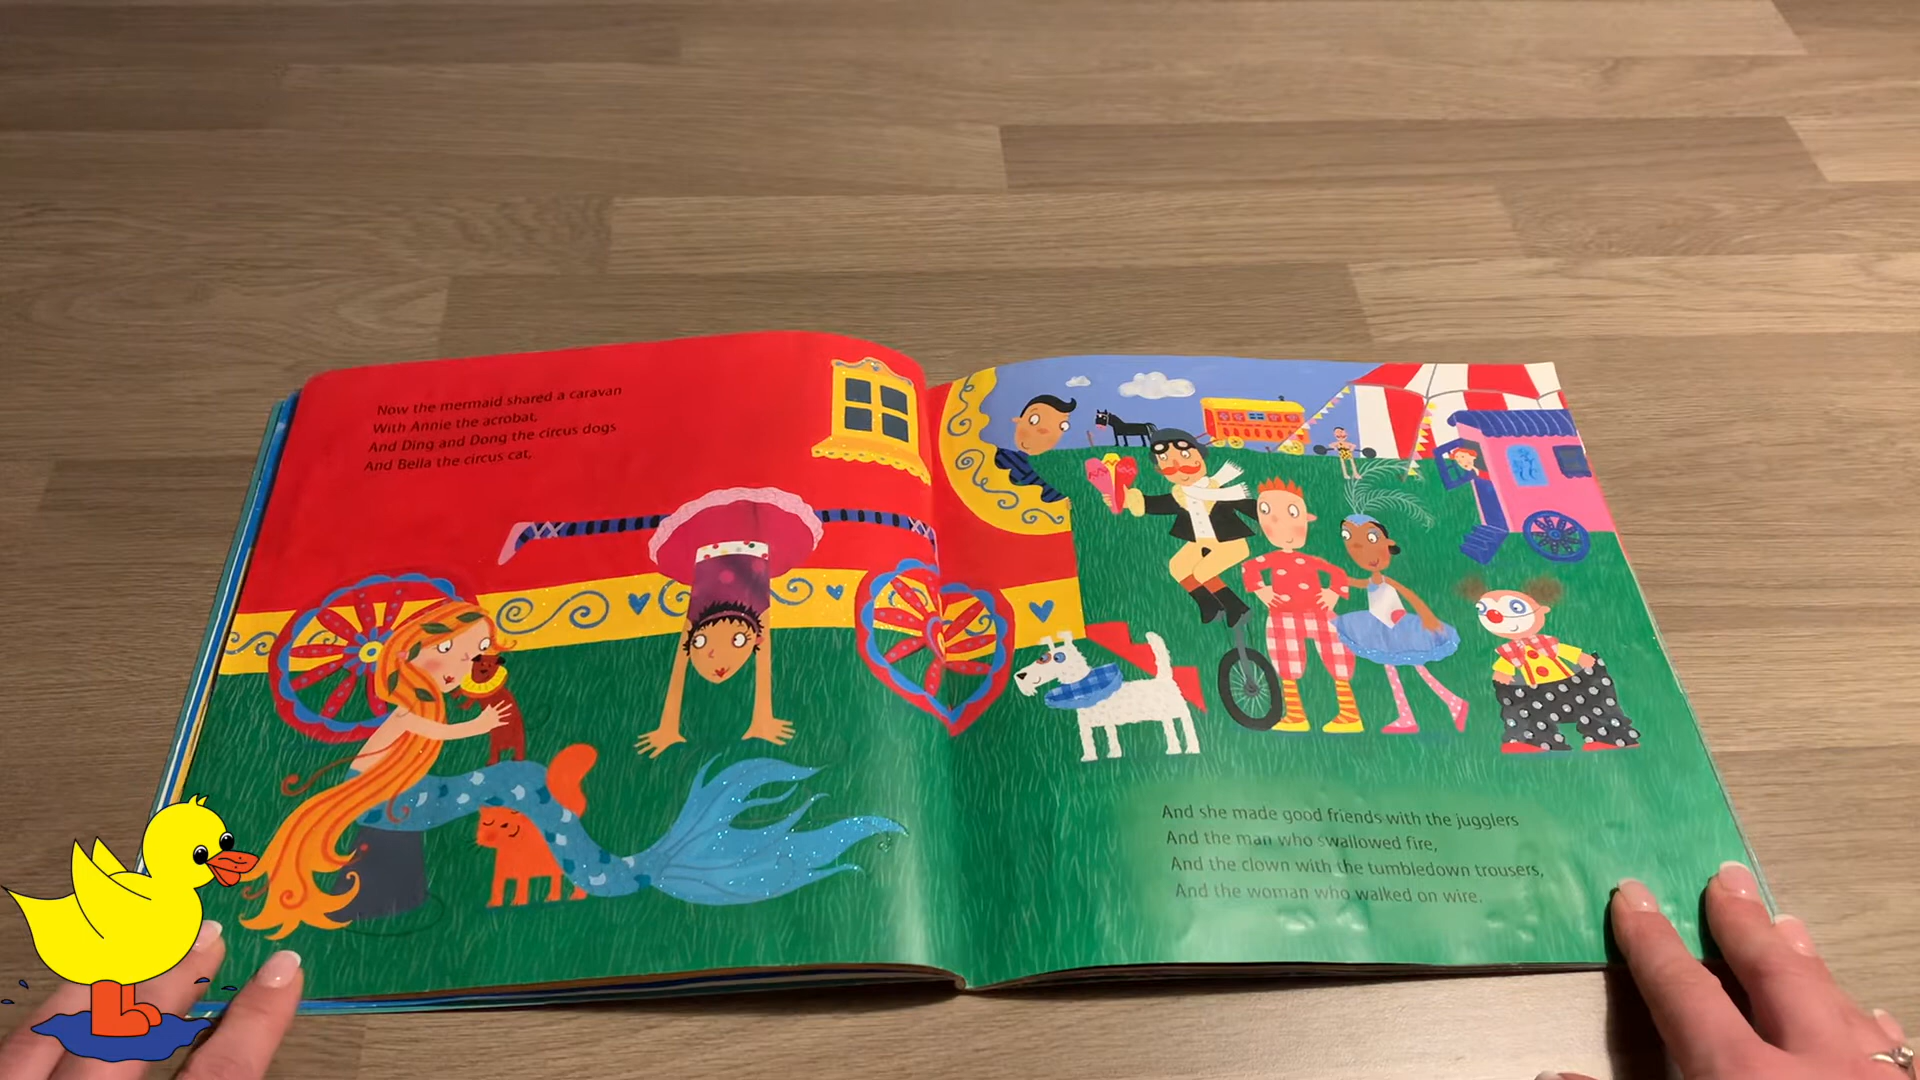 Now the mermaid shared a caravan
With Annie the acrobat,
And Ding and Dong the circus dogs
And Bella the circus cat,
And she made good friends with the jugglers
And the man who swallowed fire,
And the clown with the tumbledown trousers,
And the woman who walked on wire.